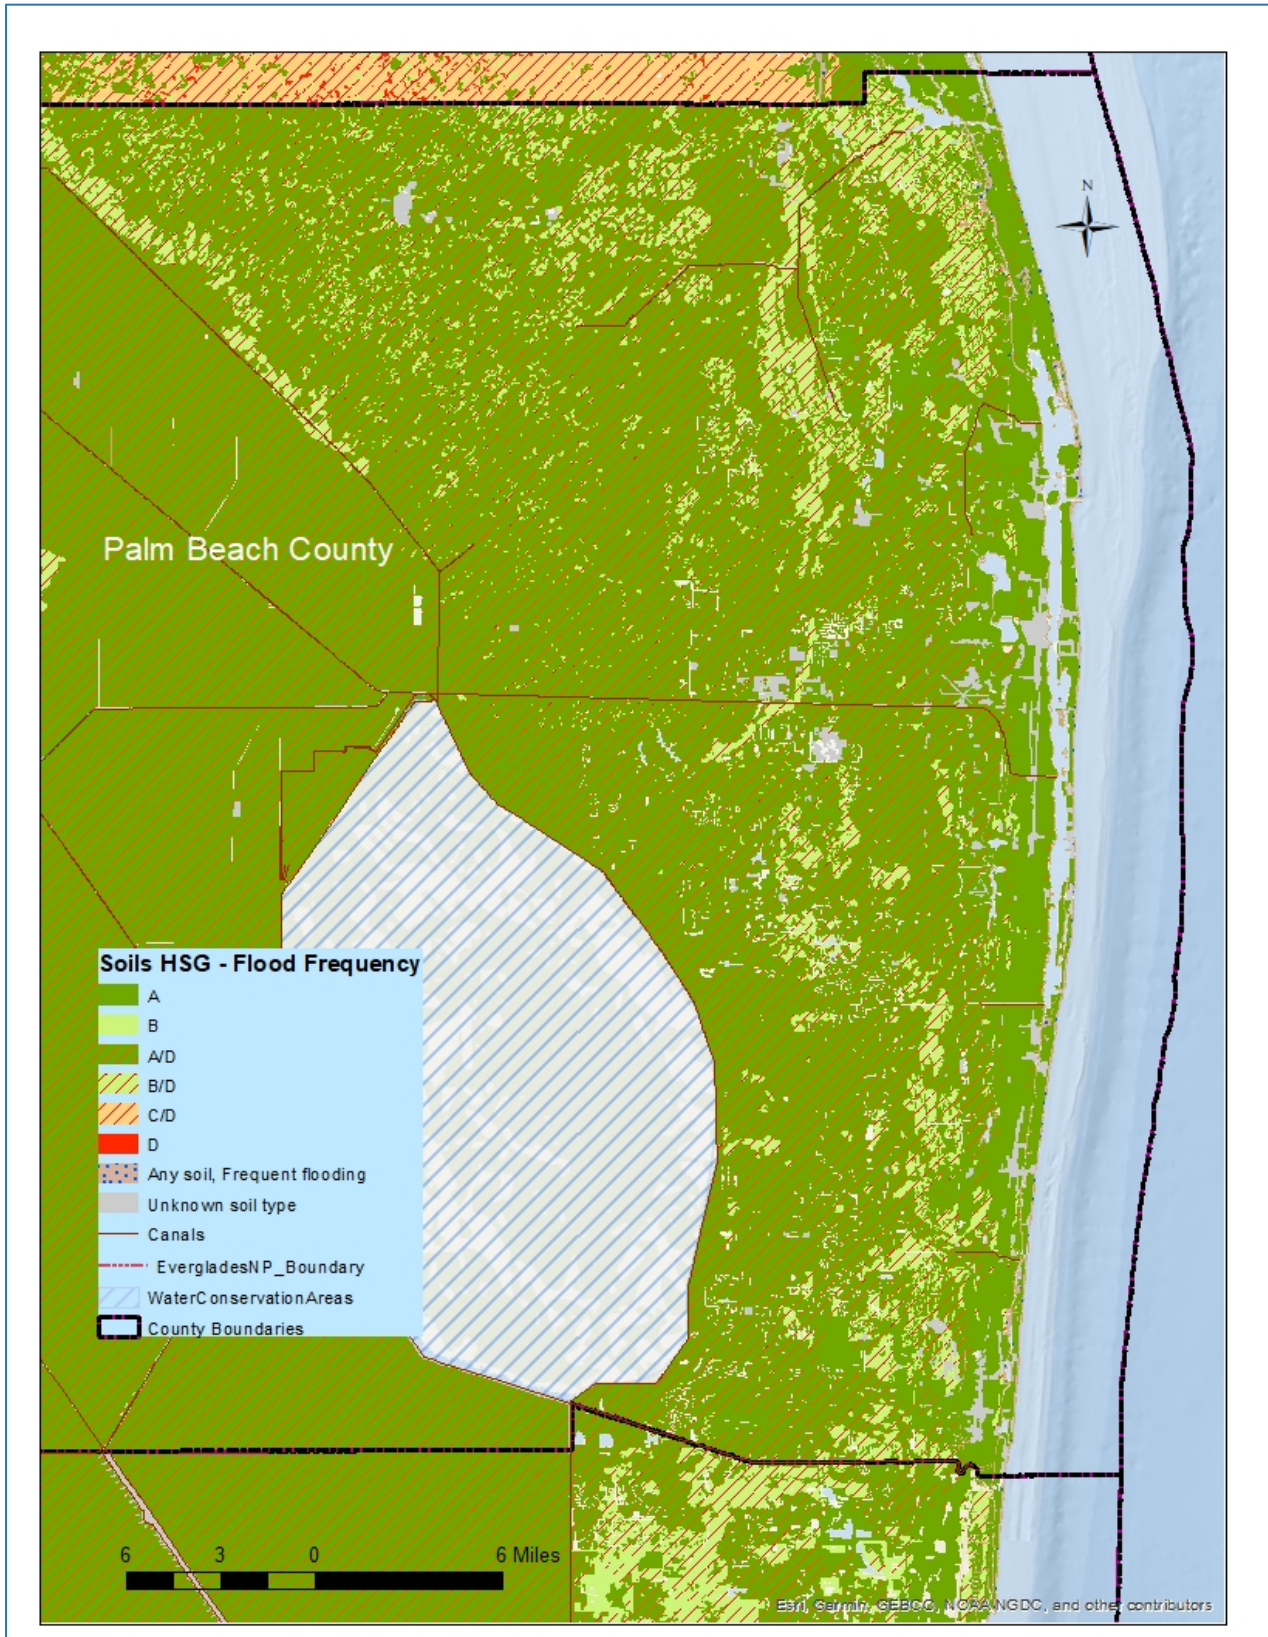 N
Palm Beach County
Soils HSG - Flood Frequency
A
B
A/D
B/D
C/D
D
Any soil, Frequent flooding
Unknown soil type
Canals
EvergladesNP_Boundary
WaterConservationAreas
County Boundaries
6 3 0 6 Miles
Esri, Garmin, GEBCO, NOAA NGDC, and other contributors